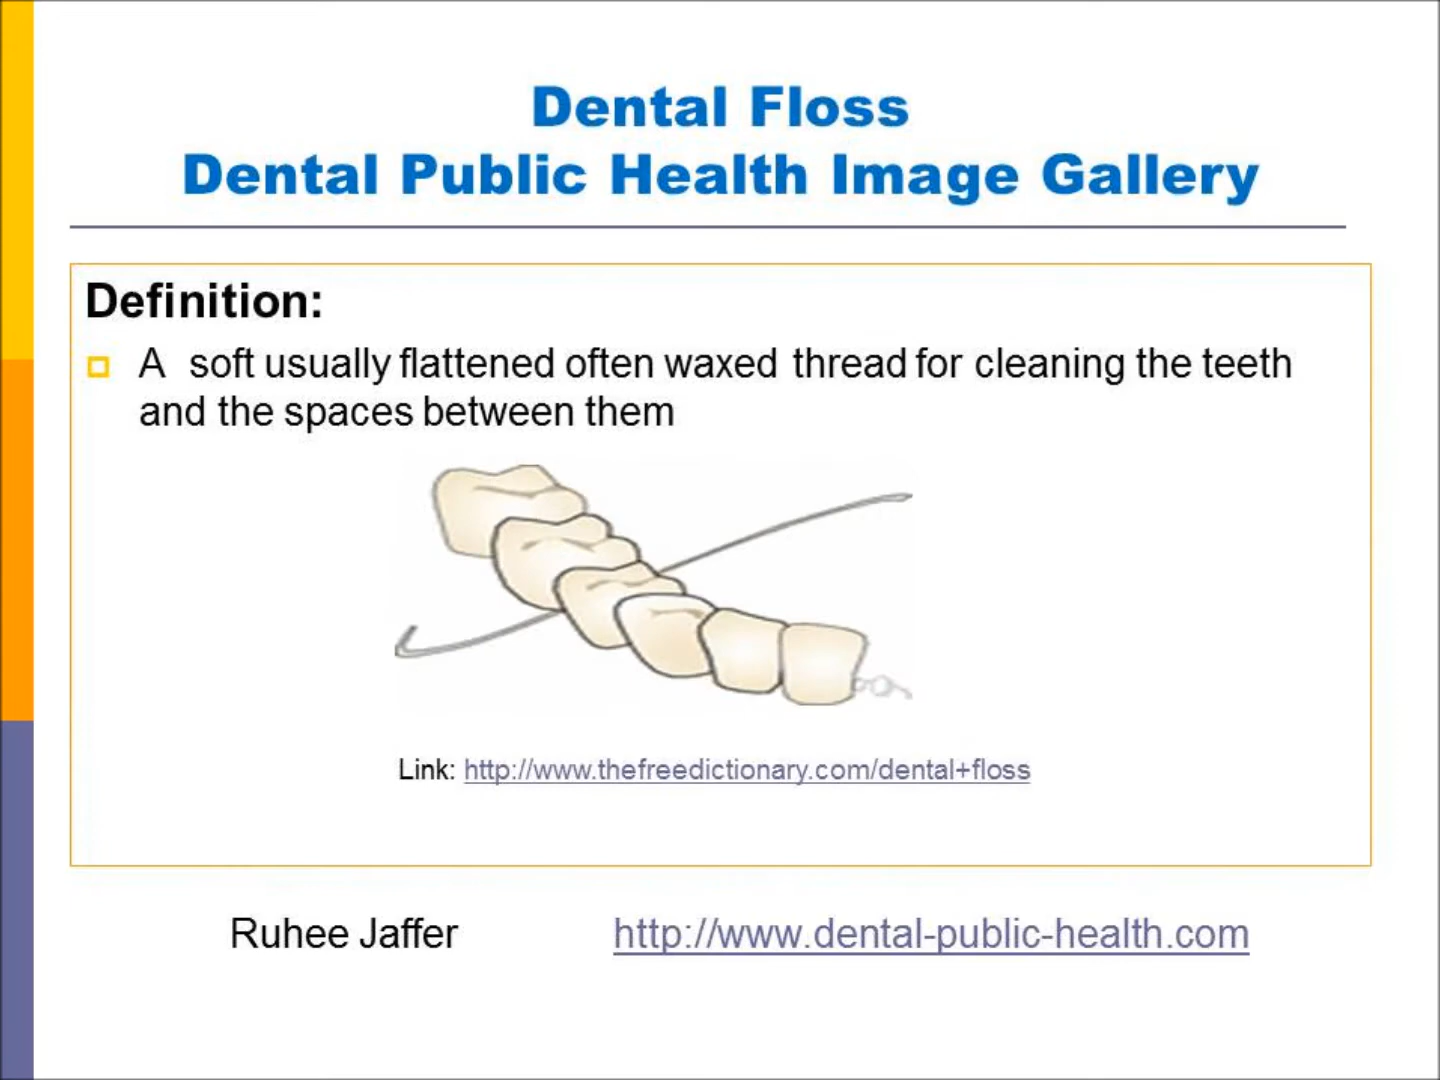 Dental Floss
Dental Public Health Image Gallery
Definition:
A soft usually flattened often waxed thread for cleaning the teeth
and the spaces between them
Link: http://www.thefreedictionary.com/dental+floss
Ruhee Jaffer http://www.dental-public-health.com